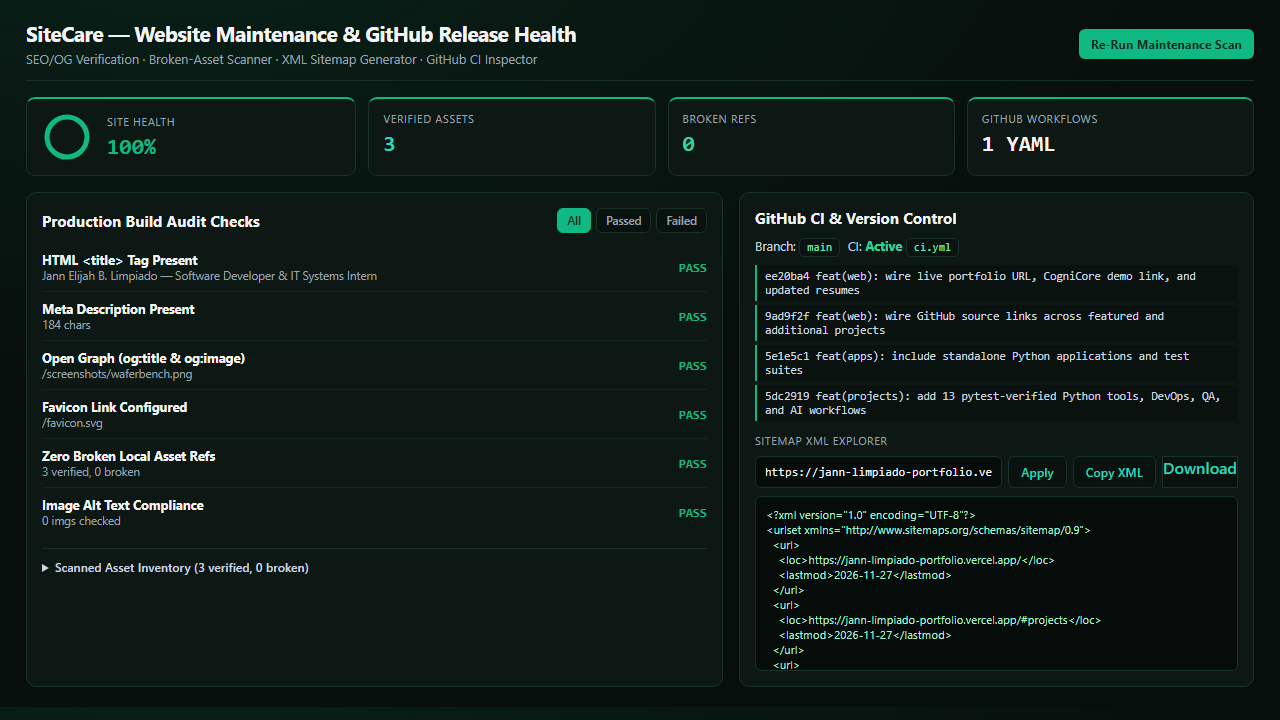 SiteCare — Website Maintenance & GitHub Release Health
SEO/OG Verification · Broken-Asset Scanner · XML Sitemap Generator · GitHub CI Inspector
Re-Run Maintenance Scan
SITE HEALTH
100%
VERIFIED ASSETS
3
BROKEN REFS
0
GITHUB WORKFLOWS
1 YAML
Production Build Audit Checks
All
Passed
Failed
HTML <title> Tag Present
Jann Elijah B. Limpiado — Software Developer & IT Systems Intern
PASS
Meta Description Present
184 chars
PASS
Open Graph (og:title & og:image)
/screenshots/waferbench.png
PASS
Favicon Link Configured
/favicon.svg
PASS
Zero Broken Local Asset Refs
3 verified, 0 broken
PASS
Image Alt Text Compliance
0 imgs checked
PASS
Scanned Asset Inventory (3 verified, 0 broken)
GitHub CI & Version Control
Branch: main CI: Active ci.yml
ee20ba4 feat(web): wire live portfolio URL, CogniCore demo link, and
updated resumes
9ad9f2f feat(web): wire GitHub source links across featured and
additional projects
5e1e5c1 feat(apps): include standalone Python applications and test
suites
5dc2919 feat(projects): add 13 pytest-verified Python tools, DevOps, QA,
and AI workflows
SITEMAP XML EXPLORER
https://jann-limpiado-portfolio.ve
Apply
Copy XML
Download
<?xml version="1.0" encoding="UTF-8"?>
<urlset xmlns="http://www.sitemaps.org/schemas/sitemap/0.9">
<url>
<loc>https://jann-limpiado-portfolio.vercel.app/</loc>
<lastmod>2026-11-27</lastmod>
</url>
<url>
<loc>https://jann-limpiado-portfolio.vercel.app/#projects</loc>
<lastmod>2026-11-27</lastmod>
</url>
<url>